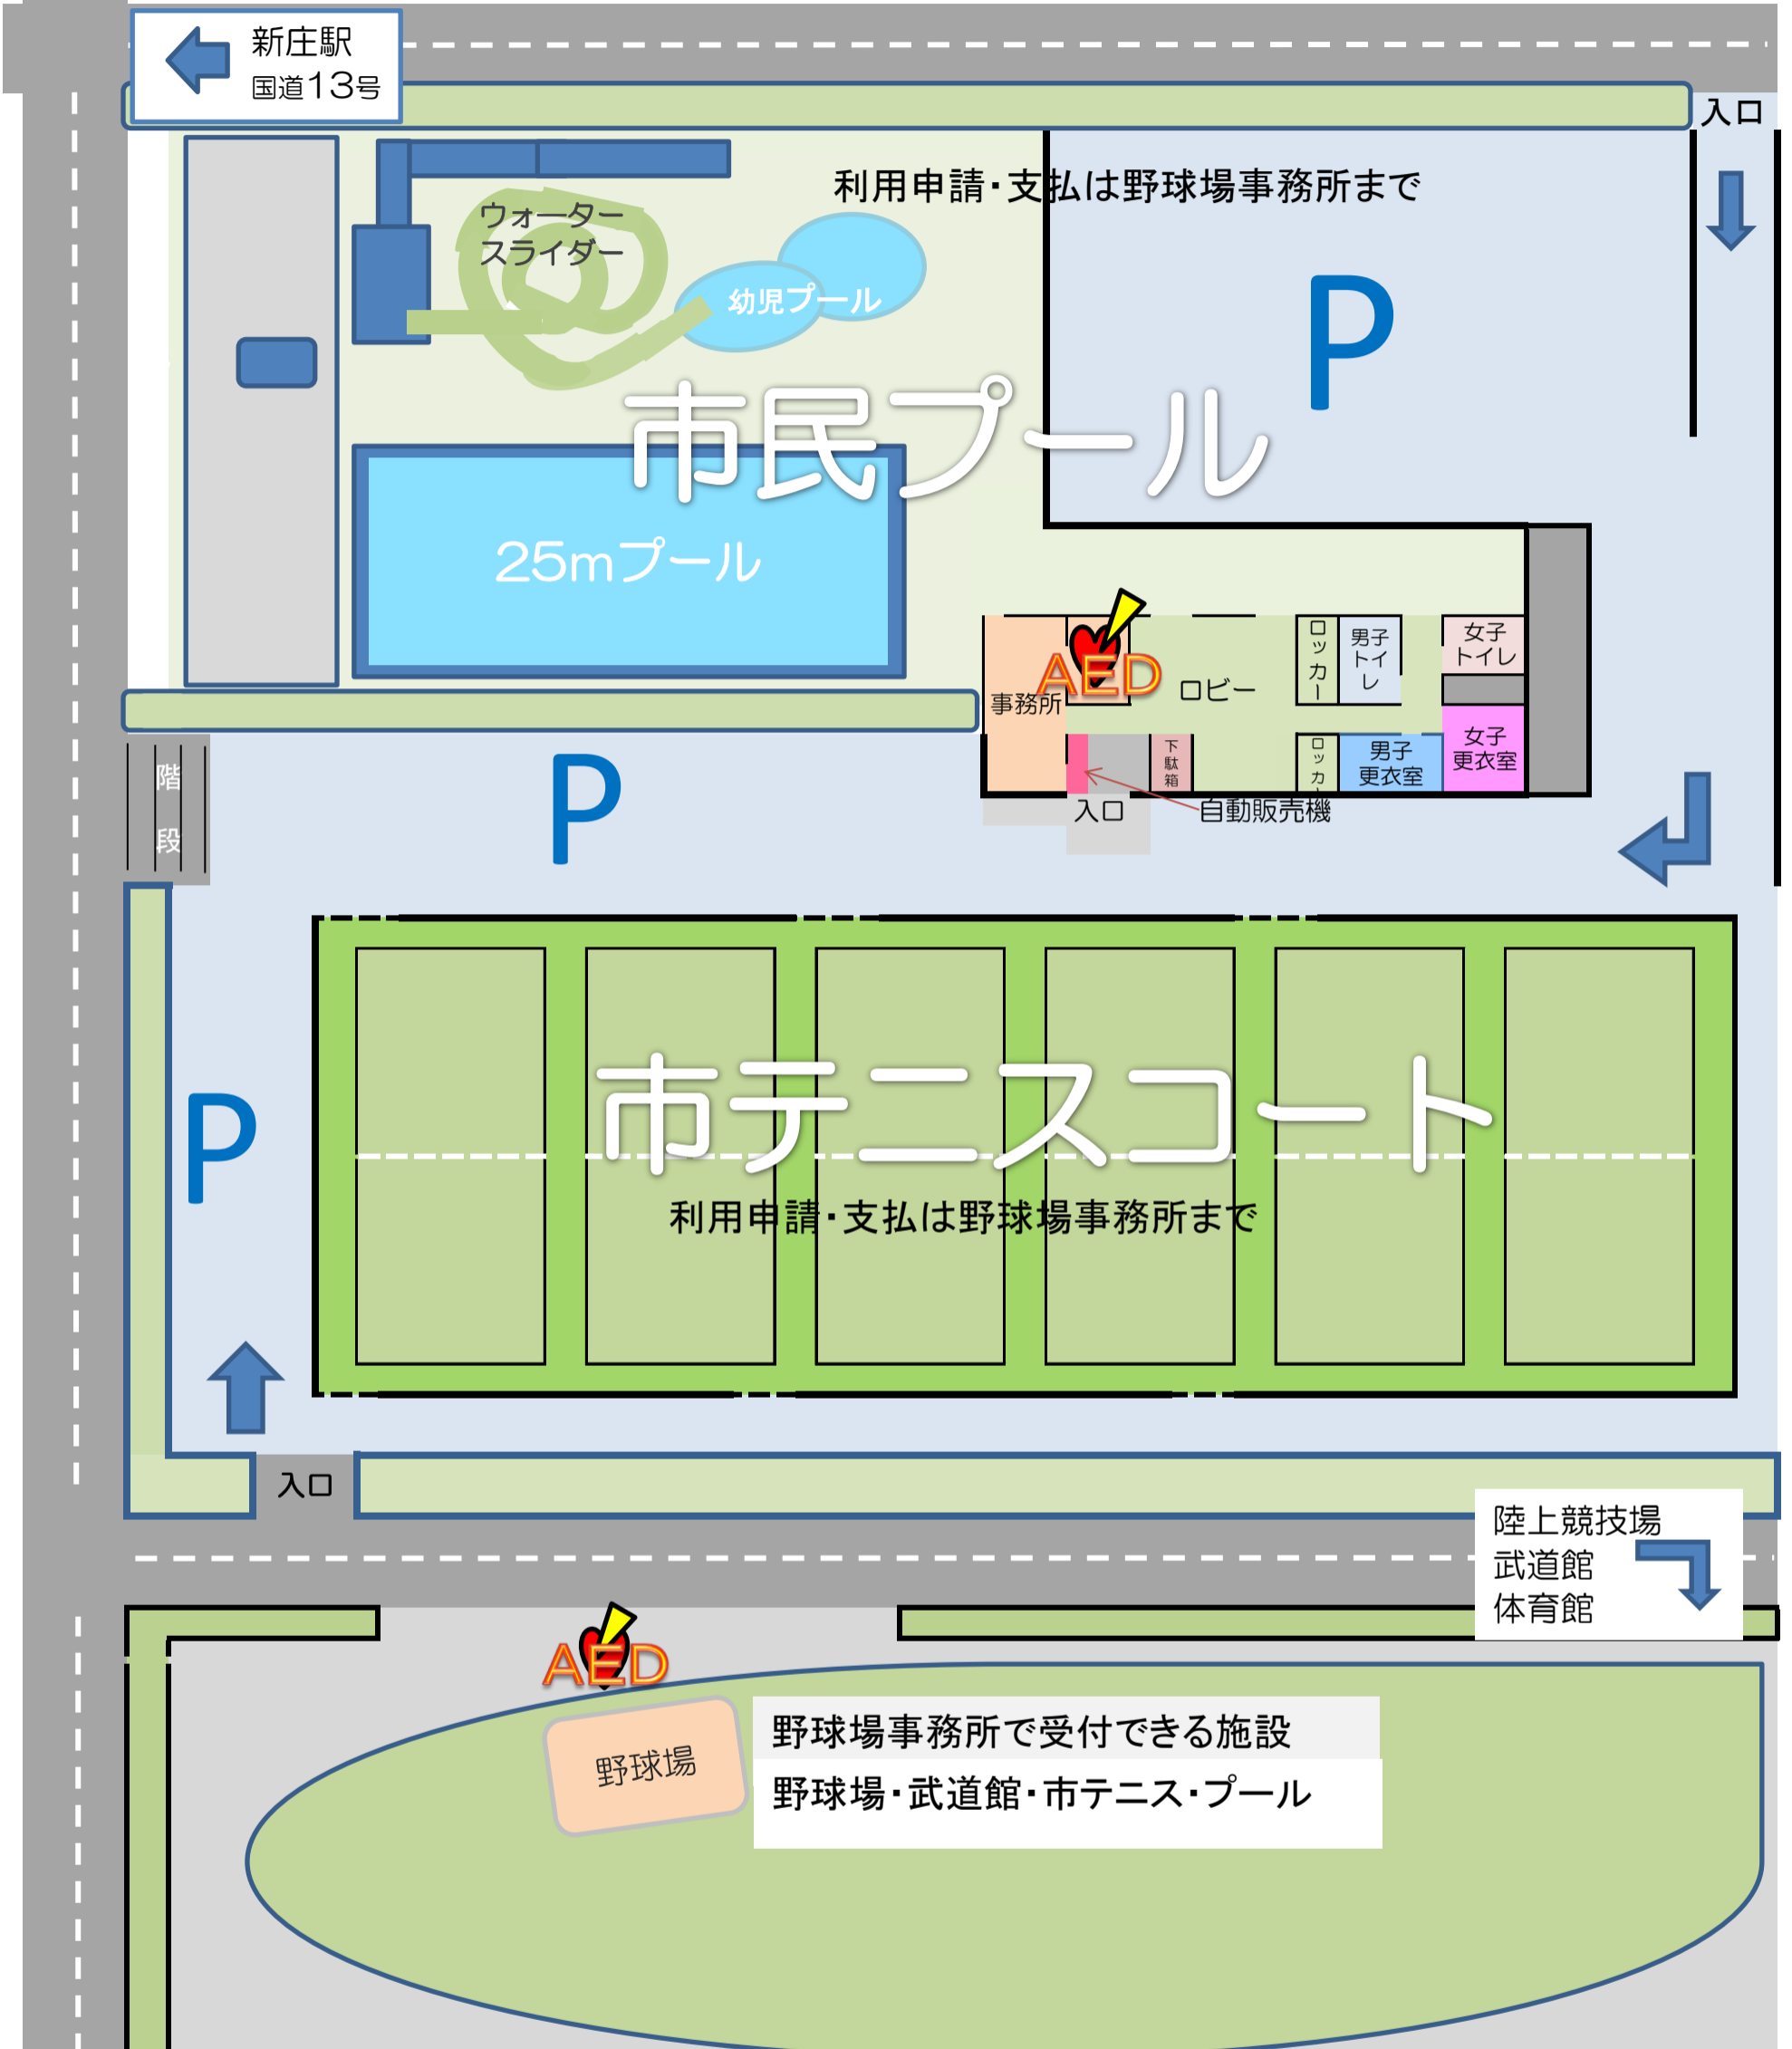 新庄駅
国道13号
入口
利用申請・支払は野球場事務所まで
ウォーター
スライダー
幼児プール
P
市民プール
25mプール
AED
事務所
ロビー
ロッカー
男子
トイレ
女子
トイレ
下駄箱
ロッカ
男子
更衣室
女子
更衣室
入口
自動販売機
階段
P
市テニスコート
P
利用申請・支払は野球場事務所まで
入口
陸上競技場
武道館
体育館
AED
野球場
野球場事務所で受付できる施設
野球場・武道館・市テニス・プール